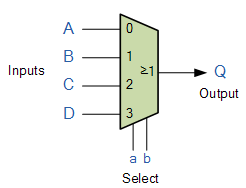 A 0
B 1
Inputs ≥1 Q
C 2 Output
D 3
a b
Select